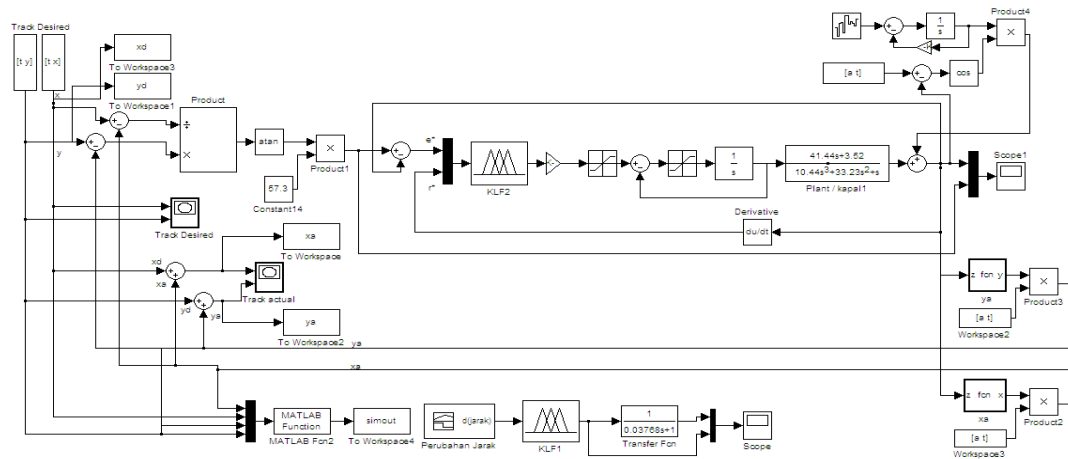 Track Desired
[t y]
[t x]
xd
To Workspace3
x
yd
To Workspace1
Product
÷
×
y
atan
×
Product1
57.3
Constant14
e*
r*
KLF2
1
s
41.44s+3.52
10.44s³+33.23s²+s
Plant / kapal1
Product4
1
s
×
[a t]
cos
Scope1
Derivative
du/dt
Track Desired
xa
To Workspace
xd
xa
Track actual
yd
ya
ya
To Workspace2
ya
xa
z fcn y
ya
×
Product3
[a t]
Workspace2
z fcn x
xa
×
Product2
[a t]
Workspace3
MATLAB
Function
MATLAB Fcn2
simout
To Workspace4
d(jarak)
Perubahan Jarak
KLF1
1
0.03768s+1
Transfer Fcn
Scope